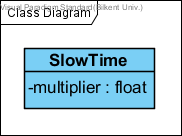 Visual Paradigm Standard(Bilkent Univ.)
Class Diagram
SlowTime
-multiplier : float